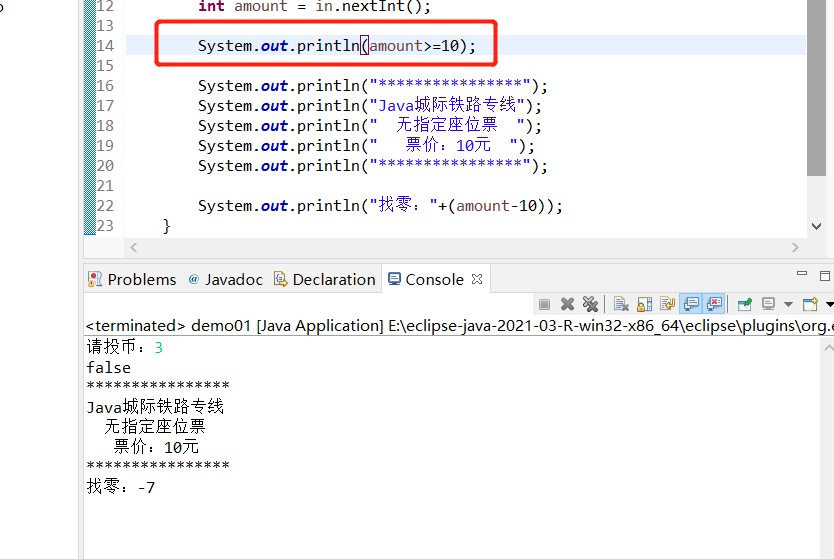 12 int amount = in.nextInt();
13
14 System.out.println(amount>=10);
15
16 System.out.println("****************");
17 System.out.println("Java城际铁路专线");
18 System.out.println("  无指定座位票  ");
19 System.out.println("   票价：10元  ");
20 System.out.println("****************");
21
22 System.out.println("找零："+(amount-10));
23 }
Problems @ Javadoc Declaration Console
<terminated> demo01 [Java Application] E:\eclipse-java-2021-03-R-win32-x86_64\eclipse\plugins\org.e
请投币：3
false
****************
Java城际铁路专线
  无指定座位票
   票价：10元
****************
找零：-7